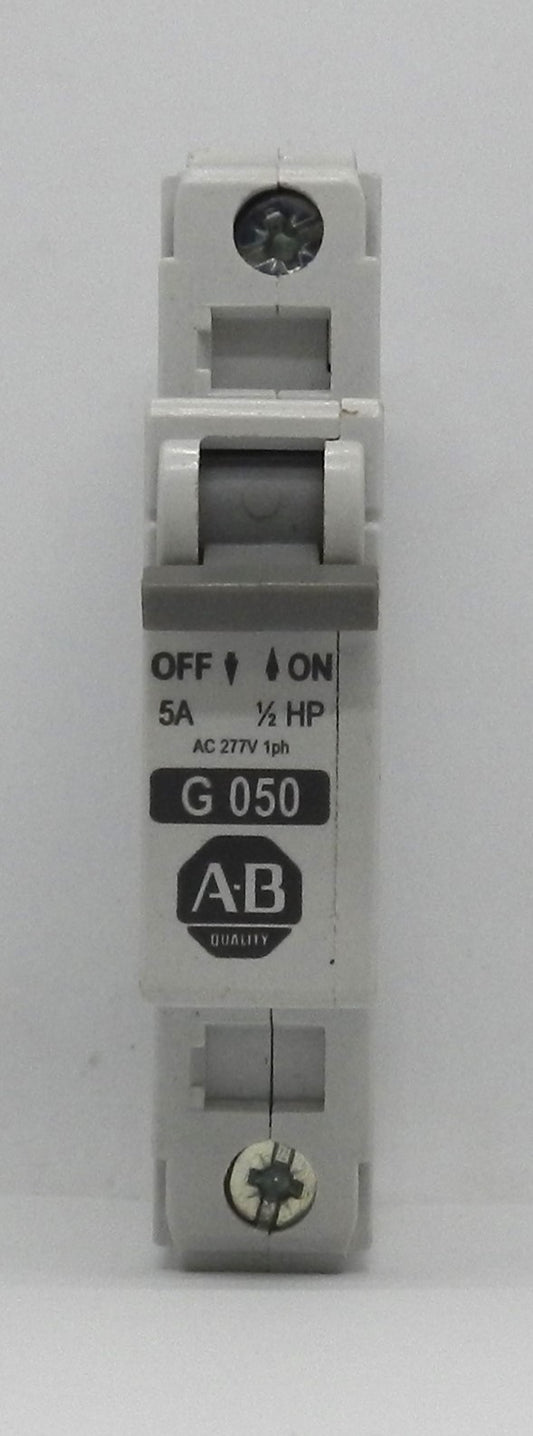 OFF ON
5A ½ HP
AC 277V 1ph
G 050
A·B
QUALITY